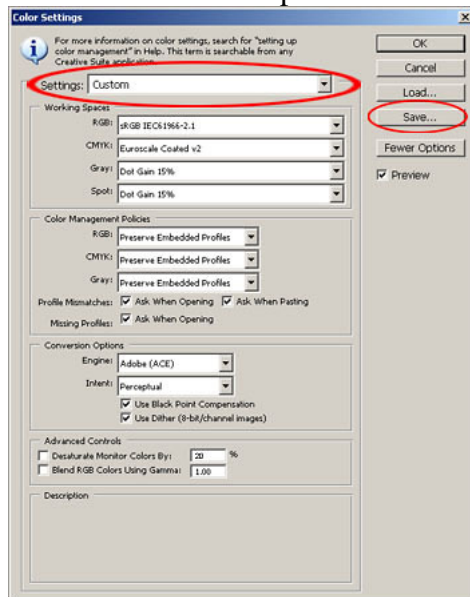 Color Settings
For more information on color settings, search for "setting up
color management" in Help. This term is searchable from any
Creative Suite application.
Settings: Custom
Working Spaces
RGB: sRGB IEC61966-2.1
CMYK: Euroscale Coated v2
Gray: Dot Gain 15%
Spot: Dot Gain 15%
Color Management Policies
RGB: Preserve Embedded Profiles
CMYK: Preserve Embedded Profiles
Gray: Preserve Embedded Profiles
Profile Mismatches: Ask When Opening Ask When Pasting
Missing Profiles: Ask When Opening
Conversion Options
Engine: Adobe (ACE)
Intent: Perceptual
Use Black Point Compensation
Use Dither (8-bit/channel images)
Advanced Controls
Desaturate Monitor Colors By: 20 %
Blend RGB Colors Using Gamma: 1.00
Description
OK
Cancel
Load...
Save...
Fewer Options
Preview